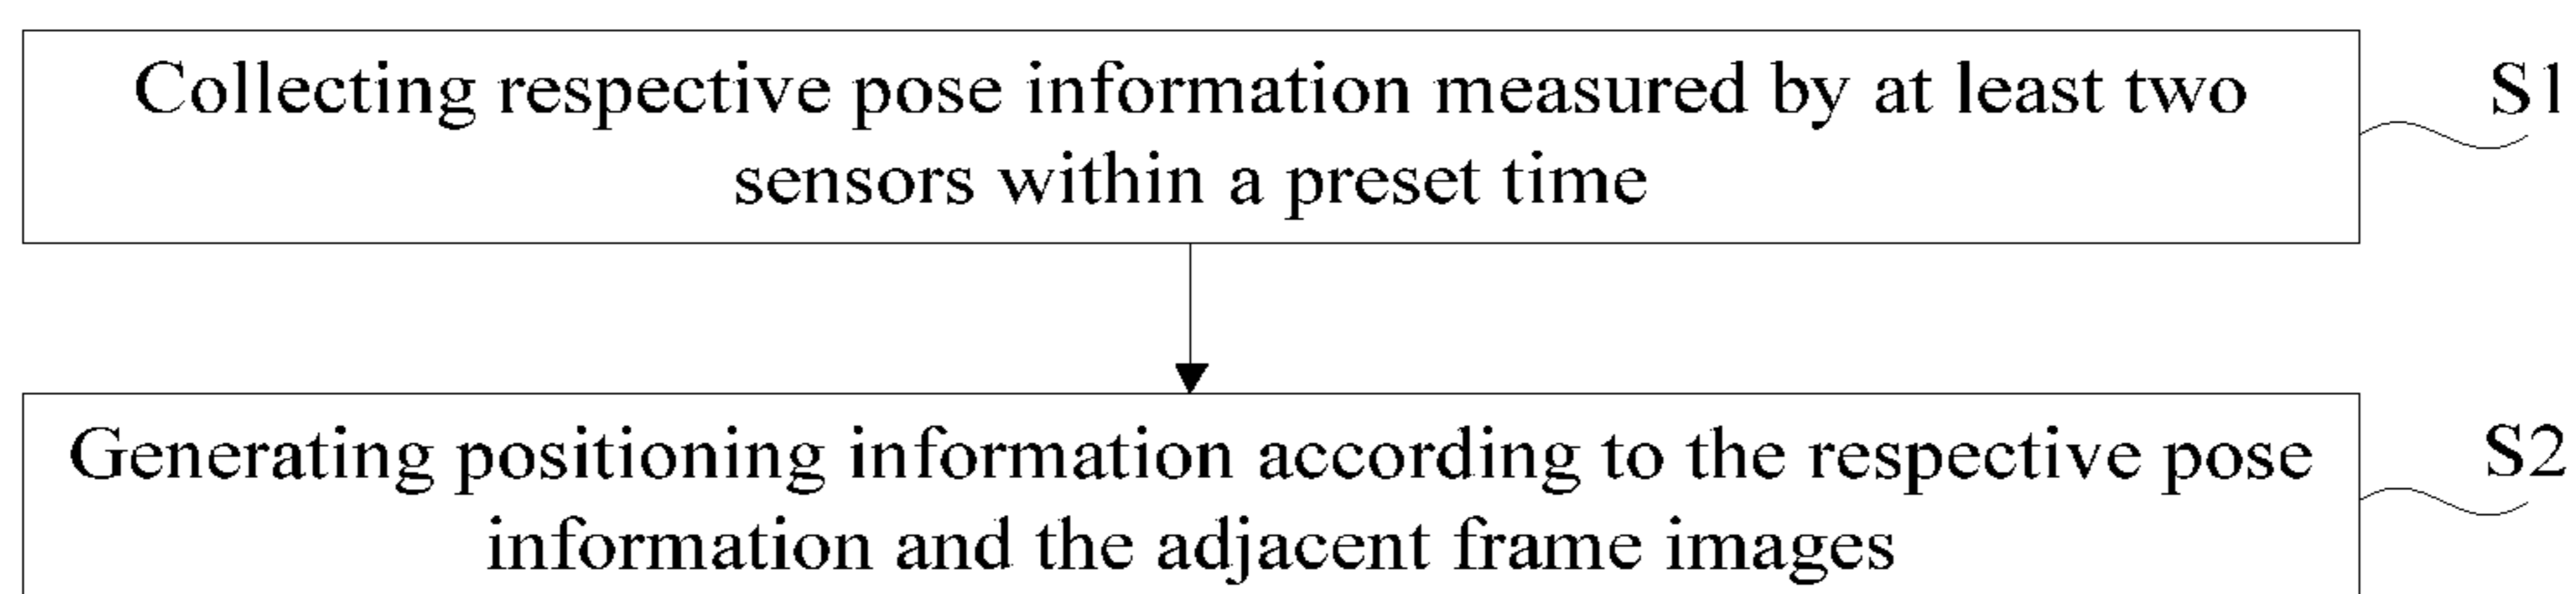 Collecting respective pose information measured by at least two
sensors within a preset time
S1
Generating positioning information according to the respective pose
information and the adjacent frame images
S2